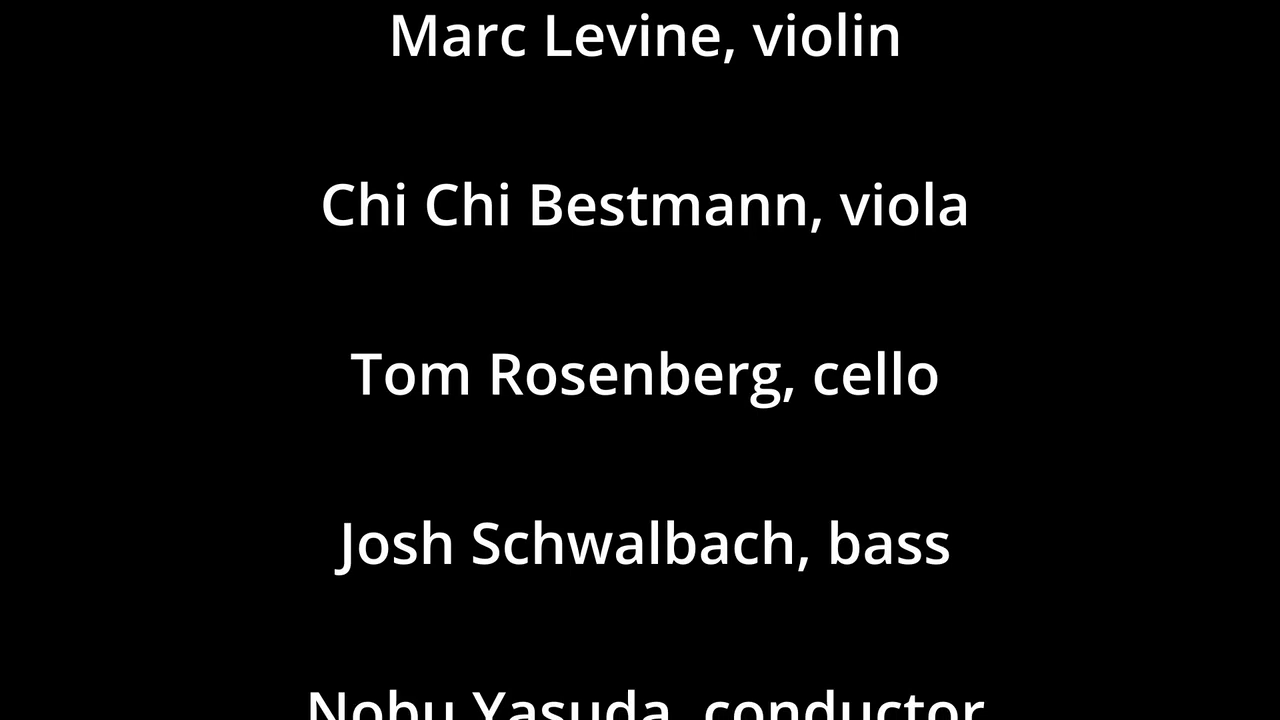 Marc Levine, violin
Chi Chi Bestmann, viola
Tom Rosenberg, cello
Josh Schwalbach, bass
Nobu Yasuda, conductor